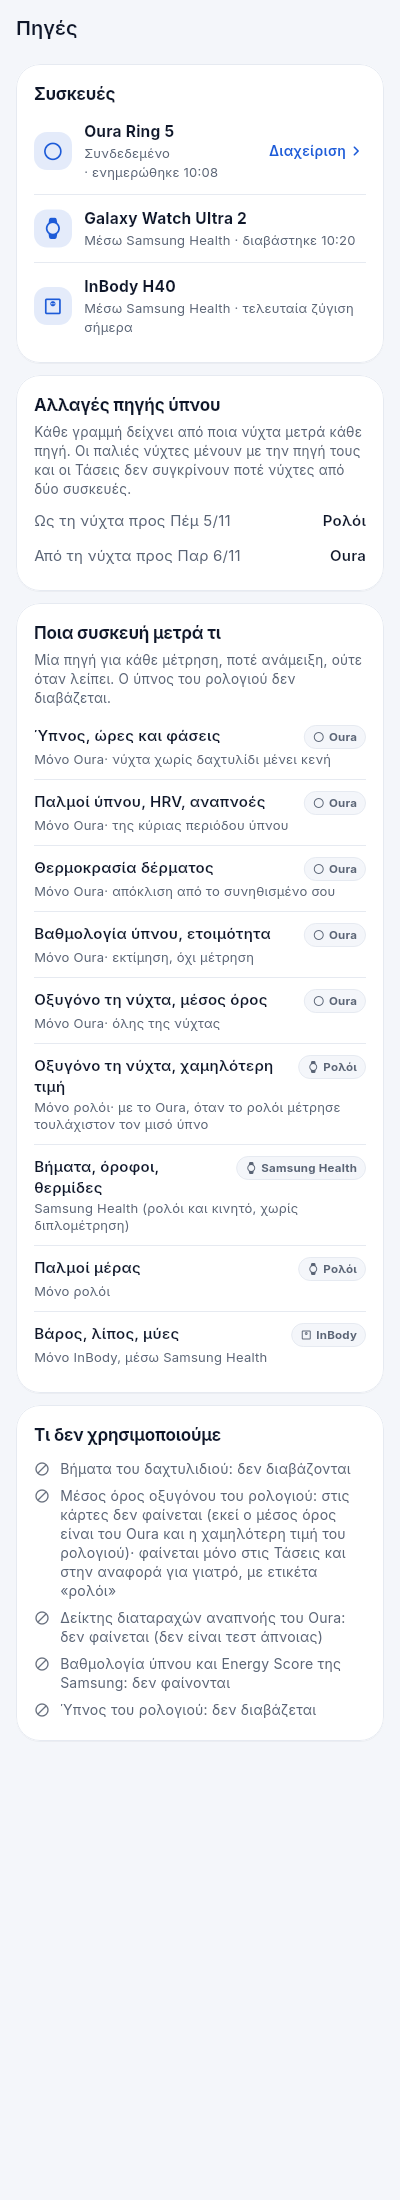 Πηγές
Συσκευές
Oura Ring 5
Συνδεδεμένο
· ενημερώθηκε 10:08
Διαχείριση
Galaxy Watch Ultra 2
Μέσω Samsung Health · διαβάστηκε 10:20
InBody H40
Μέσω Samsung Health · τελευταία ζύγιση
σήμερα
Αλλαγές πηγής ύπνου
Κάθε γραμμή δείχνει από ποια νύχτα μετρά κάθε
πηγή. Οι παλιές νύχτες μένουν με την πηγή τους
και οι Τάσεις δεν συγκρίνουν ποτέ νύχτες από
δύο συσκευές.
Ως τη νύχτα προς Πέμ 5/11 Ρολόι
Από τη νύχτα προς Παρ 6/11 Oura
Ποια συσκευή μετρά τι
Μία πηγή για κάθε μέτρηση, ποτέ ανάμειξη, ούτε
όταν λείπει. Ο ύπνος του ρολογιού δεν
διαβάζεται.
Ύπνος, ώρες και φάσεις Oura
Μόνο Oura· νύχτα χωρίς δαχτυλίδι μένει κενή
Παλμοί ύπνου, HRV, αναπνοές Oura
Μόνο Oura· της κύριας περιόδου ύπνου
Θερμοκρασία δέρματος Oura
Μόνο Oura· απόκλιση από το συνηθισμένο σου
Βαθμολογία ύπνου, ετοιμότητα Oura
Μόνο Oura· εκτίμηση, όχι μέτρηση
Οξυγόνο τη νύχτα, μέσος όρος Oura
Μόνο Oura· όλης της νύχτας
Οξυγόνο τη νύχτα, χαμηλότερη Ρολόι
τιμή
Μόνο ρολόι· με το Oura, όταν το ρολόι μέτρησε
τουλάχιστον τον μισό ύπνο
Βήματα, όροφοι, Samsung Health
θερμίδες
Samsung Health (ρολόι και κινητό, χωρίς
διπλομέτρηση)
Παλμοί μέρας Ρολόι
Μόνο ρολόι
Βάρος, λίπος, μύες InBody
Μόνο InBody, μέσω Samsung Health
Τι δεν χρησιμοποιούμε
Βήματα του δαχτυλιδιού: δεν διαβάζονται
Μέσος όρος οξυγόνου του ρολογιού: στις
κάρτες δεν φαίνεται (εκεί ο μέσος όρος
είναι του Oura και η χαμηλότερη τιμή του
ρολογιού)· φαίνεται μόνο στις Τάσεις και
στην αναφορά για γιατρό, με ετικέτα
«ρολόι»
Δείκτης διαταραχών αναπνοής του Oura:
δεν φαίνεται (δεν είναι τεστ άπνοιας)
Βαθμολογία ύπνου και Energy Score της
Samsung: δεν φαίνονται
Ύπνος του ρολογιού: δεν διαβάζεται